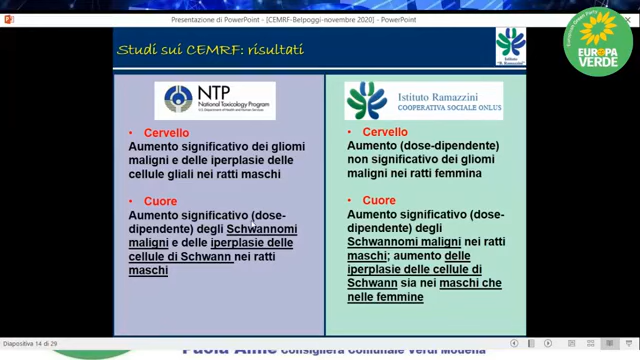 Presentazione di PowerPoint - [CEMRF-Belpoggi-novembre 2020] - PowerPoint
European Green Party
EUROPA
VERDE
Studi sui CEMRF: risultati
Istituto
"B. Ramazzini"
NTP
National Toxicology Program
U.S. Department of Health and Human Services
• Cervello
Aumento significativo dei gliomi
maligni e delle iperplasie delle
cellule gliali nei ratti maschi
• Cuore
Aumento significativo (dose-
dipendente) degli Schwannomi
maligni e delle iperplasie delle
cellule di Schwann nei ratti
maschi
Istituto Ramazzini
COOPERATIVA SOCIALE ONLUS
• Cervello
Aumento (dose-dipendente)
non significativo dei gliomi
maligni nei ratti femmina
• Cuore
Aumento significativo (dose-
dipendente) degli
Schwannomi maligni nei ratti
maschi; aumento delle
iperplasie delle cellule di
Schwann sia nei maschi che
nelle femmine
Diapositiva 14 di 29
Consigliera Comunale Verdi Modena